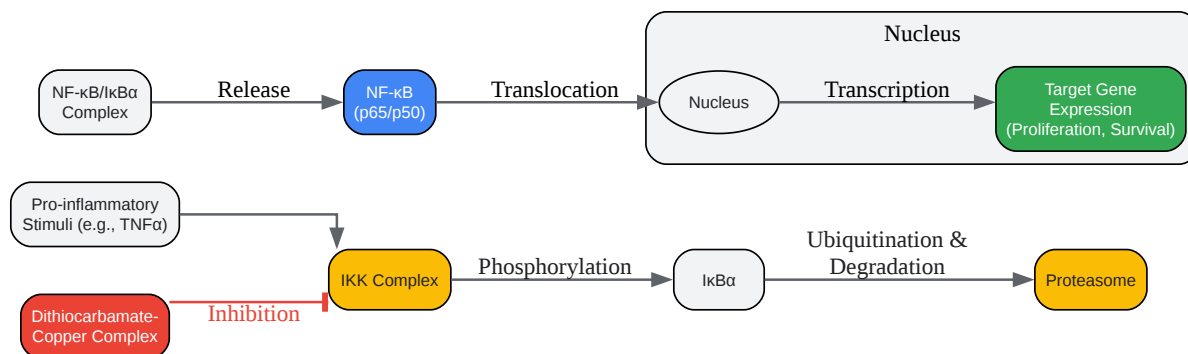 Nucleus
NF-κB/IκBα
Complex
Release
NF-κB
(p65/p50)
Translocation
Nucleus
Transcription
Target Gene
Expression
(Proliferation, Survival)
Pro-inflammatory
Stimuli (e.g., TNFα)
IKK Complex
Phosphorylation
IκBα
Ubiquitination &
Degradation
Proteasome
Dithiocarbamate-
Copper Complex
Inhibition